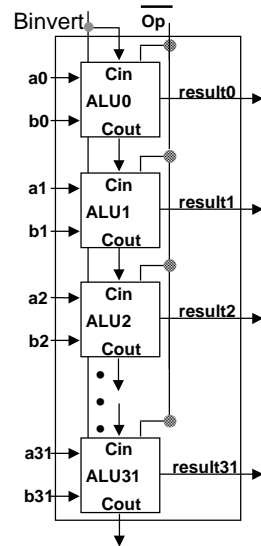 Op
Binvert
Cin
a0
ALU0
result0
b0
Cout
Cin
a1
ALU1
result1
b1
Cout
Cin
a2
ALU2
result2
b2
Cout
Cin
a31
ALU31
result31
b31
Cout